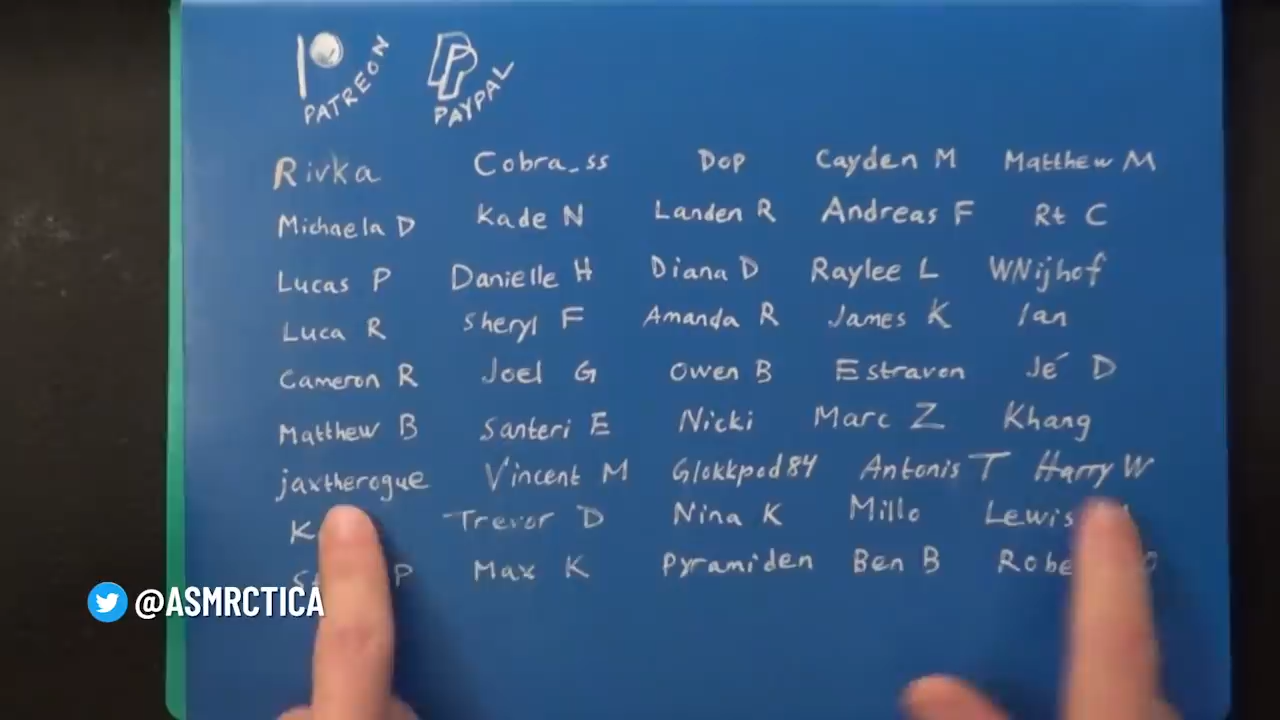 PATREON PAYPAL
Rivka Cobra_ss Dop Cayden M Matthew M
Michaela D Kade N Landen R Andreas F Rt C
Lucas P Danielle H Diana D Raylee L WNijhof
Luca R Sheryl F Amanda R James K Ian
Cameron R Joel G Owen B Estraven Jé D
Matthew B Santeri E Nicki Marc Z Khang
jaxtherogue Vincent M Glokkpod84 Antonis T Harry W
Trevor D Nina K Millo Lewis
P Max K Pyramiden Ben B
@ASMRCTICA